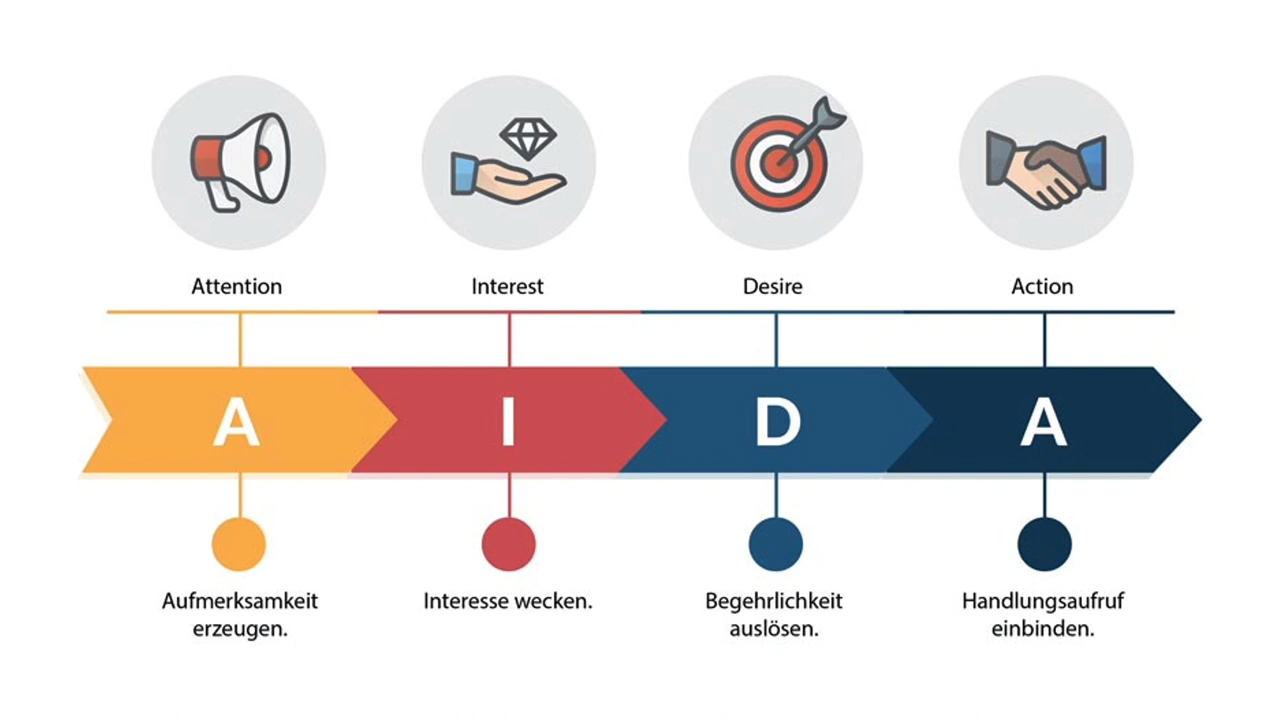 Attention
Interest
Desire
Action
A
I
D
A
Aufmerksamkeit
erzeugen.
Interesse wecken.
Begehrlichkeit
auslösen.
Handlungsaufruf
einbinden.